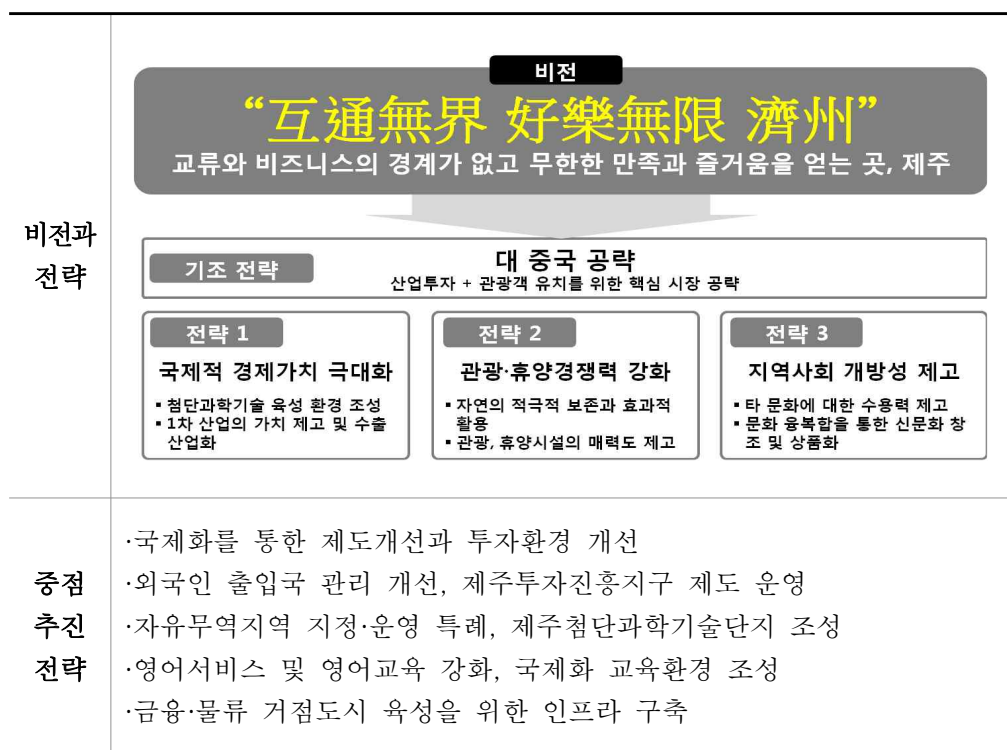 비전과
전략
비전
“互通無界 好樂無限 濟州”
교류와 비즈니스의 경계가 없고 무한한 만족과 즐거움을 얻는 곳, 제주
기조 전략
대 중국 공략
산업투자 + 관광객 유치를 위한 핵심 시장 공략
전략 1
국제적 경제가치 극대화
▪ 첨단과학기술 육성 환경 조성
▪ 1차 산업의 가치 제고 및 수출
산업화
전략 2
관광·휴양경쟁력 강화
▪ 자연의 적극적 보존과 효과적
활용
▪ 관광, 휴양시설의 매력도 제고
전략 3
지역사회 개방성 제고
▪ 타 문화에 대한 수용력 제고
▪ 문화 융복합을 통한 신문화 창
조 및 상품화
중점
추진
전략
·국제화를 통한 제도개선과 투자환경 개선
·외국인 출입국 관리 개선, 제주투자진흥지구 제도 운영
·자유무역지역 지정·운영 특례, 제주첨단과학기술단지 조성
·영어서비스 및 영어교육 강화, 국제화 교육환경 조성
·금융·물류 거점도시 육성을 위한 인프라 구축